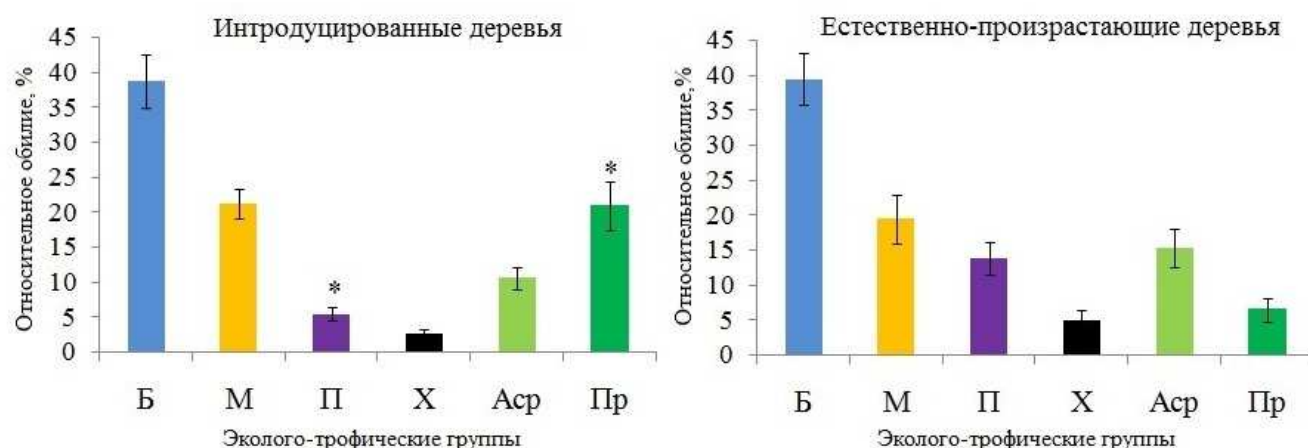 Интродуцированные деревья
Относительное обилие, %
45
40
35
30
25
20
15
10
5
0
*
*
Б М П Х Аср Пр
Эколого-трофические группы
Естественно-произрастающие деревья
Относительное обилие, %
45
40
35
30
25
20
15
10
5
0
Б М П Х Аср Пр
Эколого-трофические группы